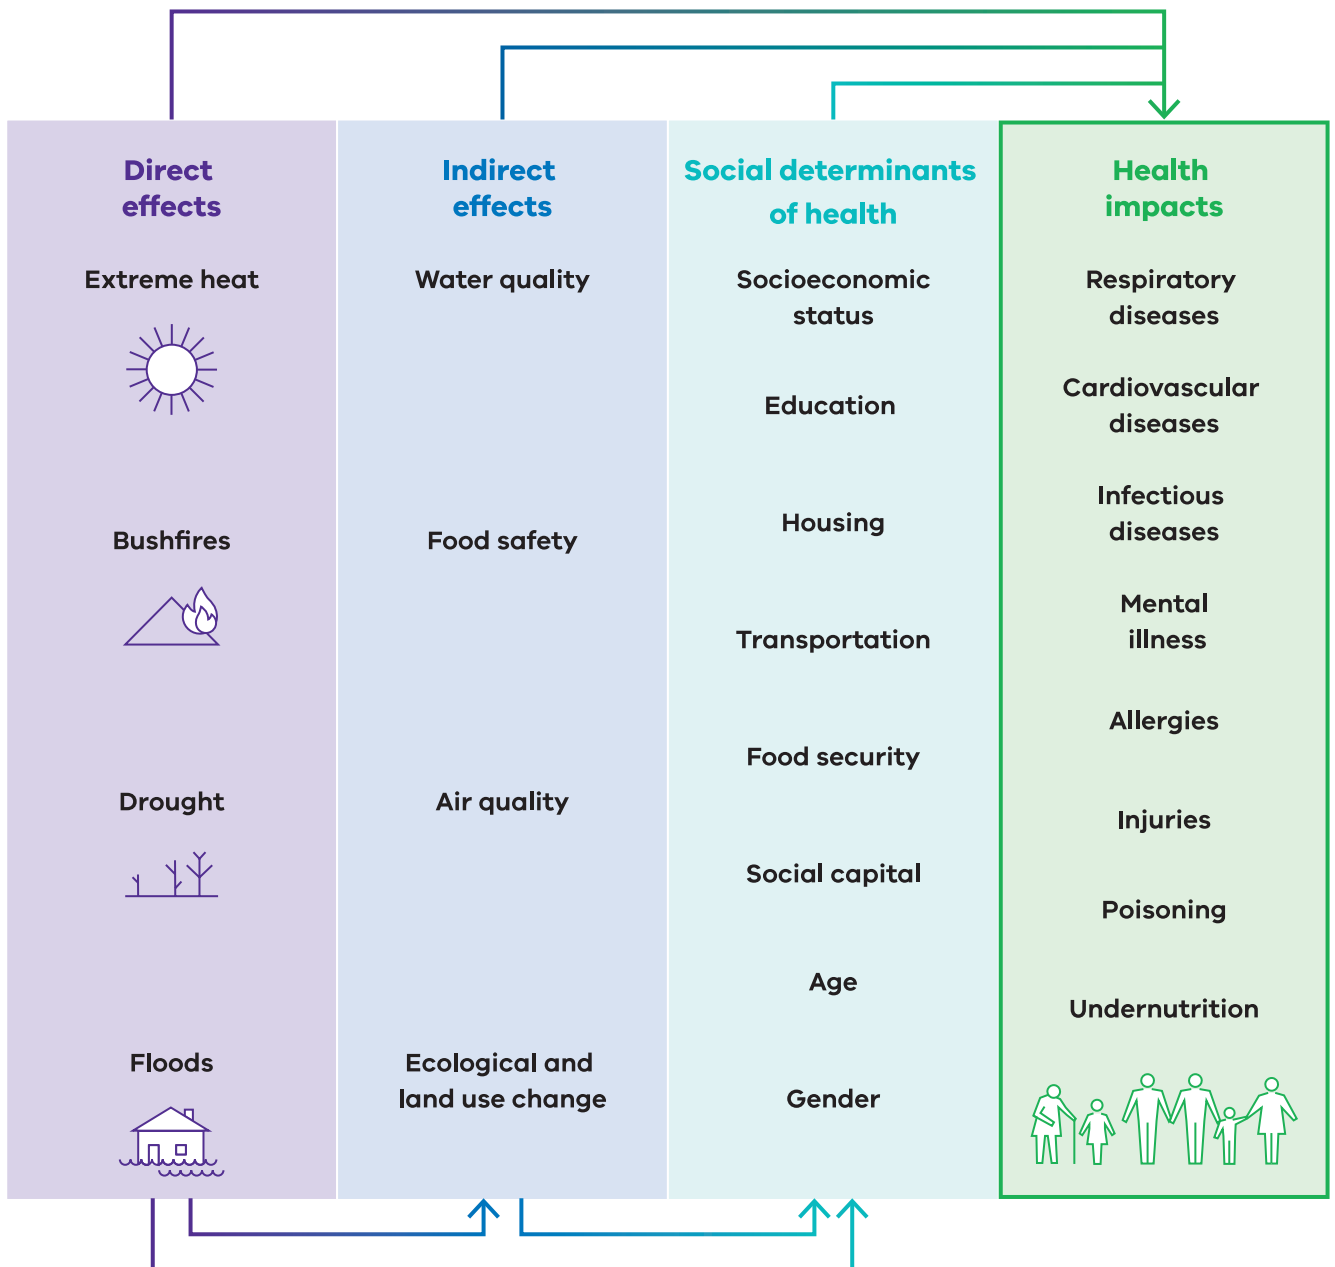 Direct
effects
Extreme heat
Bushfires
Drought
Floods
Indirect
effects
Water quality
Food safety
Air quality
Ecological and
land use change
Social determinants
of health
Socioeconomic
status
Education
Housing
Transportation
Food security
Social capital
Age
Gender
Health
impacts
Respiratory
diseases
Cardiovascular
diseases
Infectious
diseases
Mental
illness
Allergies
Injuries
Poisoning
Undernutrition